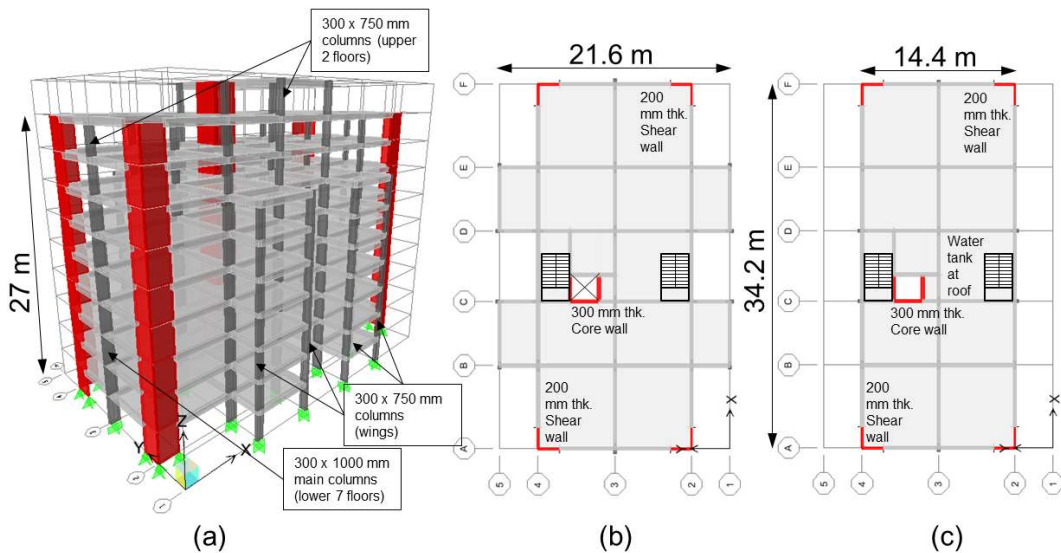 300 x 750 mm
columns (upper
2 floors)
27 m
300 x 750 mm
columns
(wings)
300 x 1000 mm
main columns
(lower 7 floors)
Z
Y
X
(a)
21.6 m
F
E
D
C
B
A
200
mm thk.
Shear
wall
300 mm thk.
Core wall
200
mm thk.
Shear
wall
X
5
4
3
2
1
(b)
14.4 m
34.2 m
F
E
D
C
B
A
200
mm thk.
Shear
wall
Water
tank
at
roof
300 mm thk.
Core wall
200
mm thk.
Shear
wall
X
5
4
3
2
1
(c)